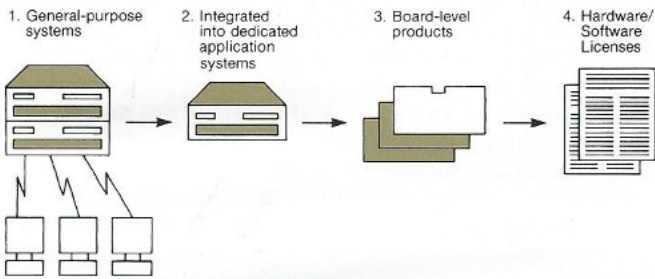 1. General-purpose
systems
2. Integrated
into dedicated
application
systems
3. Board-level
products
4. Hardware/
Software
Licenses